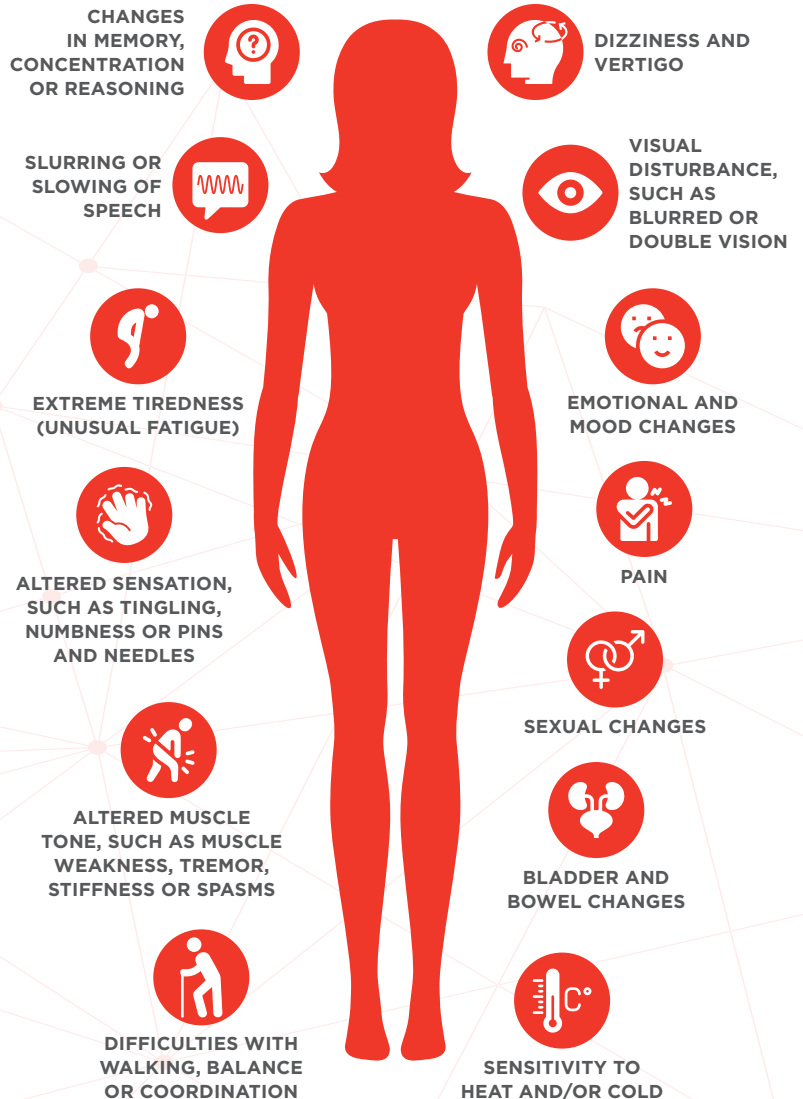 CHANGES
IN MEMORY,
CONCENTRATION
OR REASONING
DIZZINESS AND
VERTIGO
SLURRING OR
SLOWING OF
SPEECH
VISUAL
DISTURBANCE,
SUCH AS
BLURRED OR
DOUBLE VISION
EXTREME TIREDNESS
(UNUSUAL FATIGUE)
EMOTIONAL AND
MOOD CHANGES
ALTERED SENSATION,
SUCH AS TINGLING,
NUMBNESS OR PINS
AND NEEDLES
PAIN
SEXUAL CHANGES
ALTERED MUSCLE
TONE, SUCH AS MUSCLE
WEAKNESS, TREMOR,
STIFFNESS OR SPASMS
BLADDER AND
BOWEL CHANGES
DIFFICULTIES WITH
WALKING, BALANCE
OR COORDINATION
C°
SENSITIVITY TO
HEAT AND/OR COLD